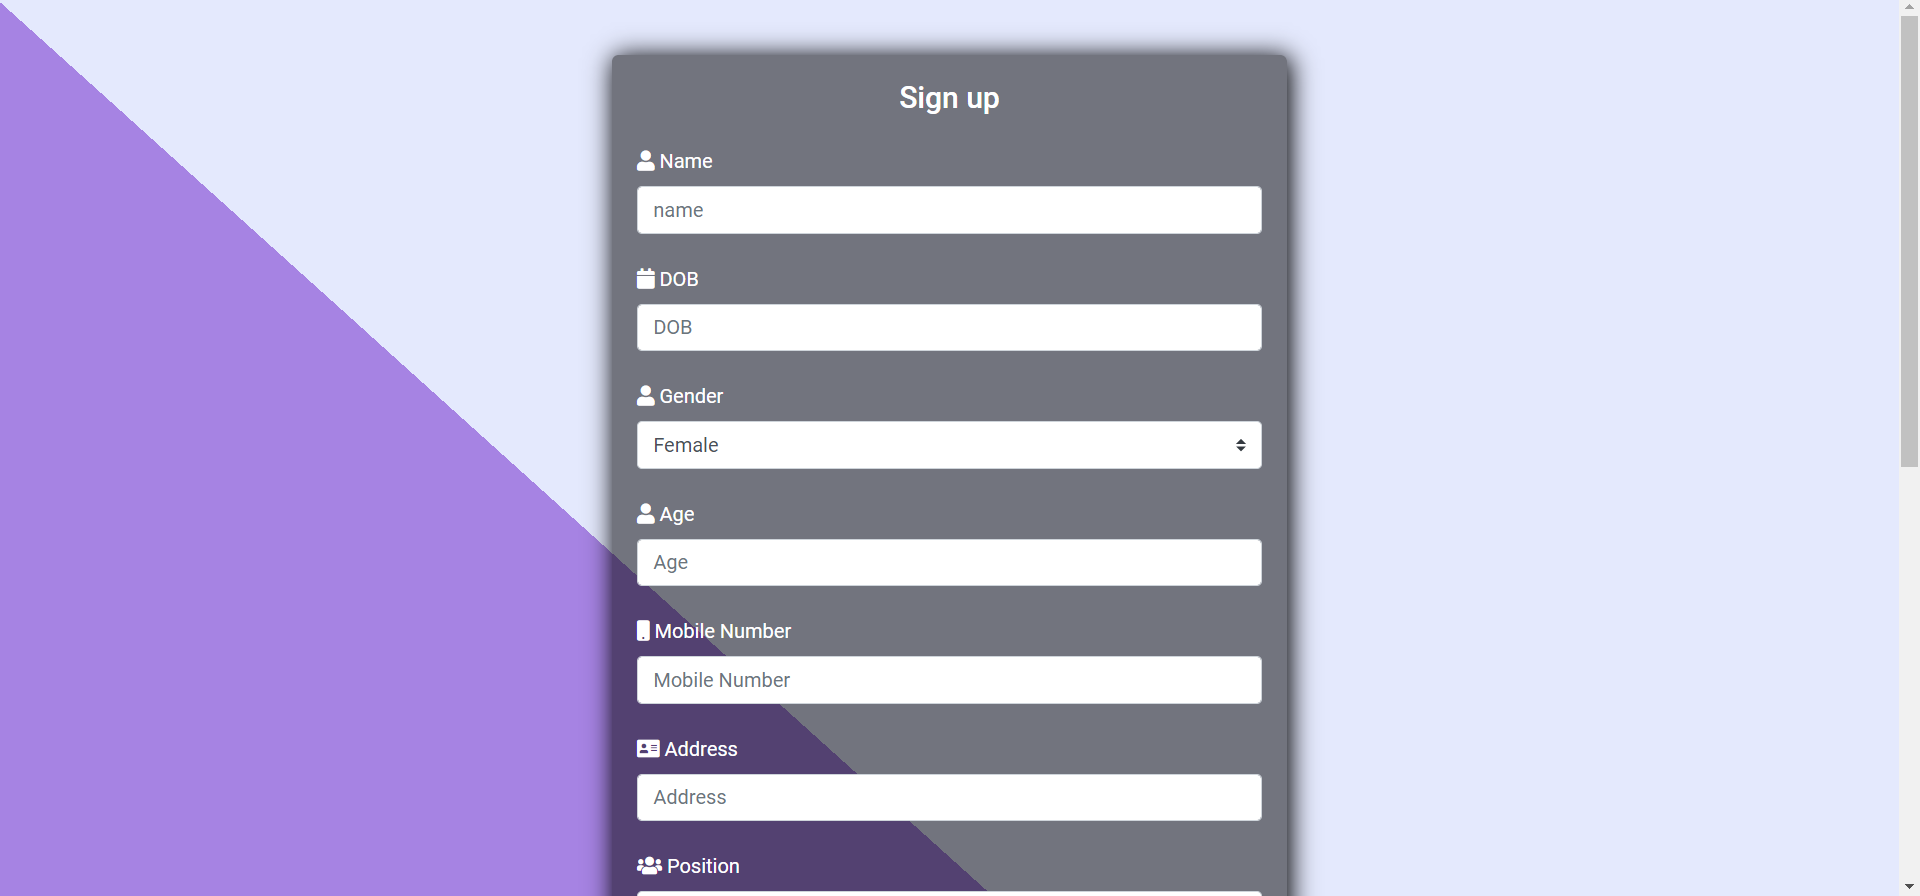 Sign up
Name
name
DOB
DOB
Gender
Female
Age
Age
Mobile Number
Mobile Number
Address
Address
Position